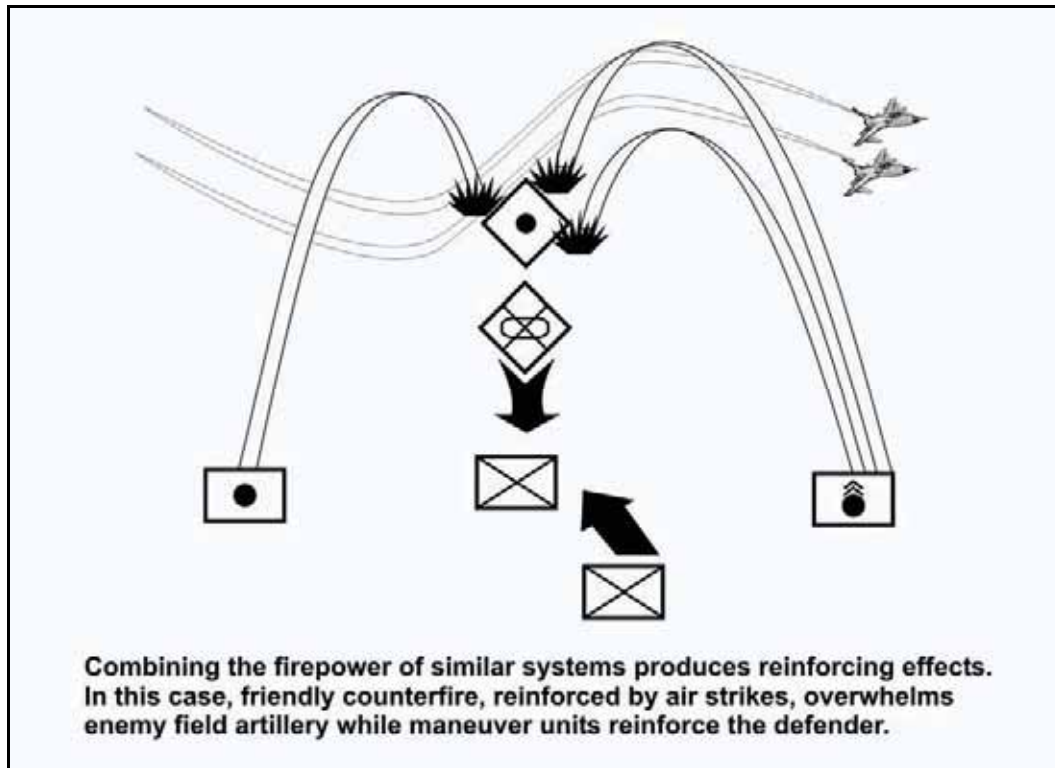 Combining the firepower of similar systems produces reinforcing effects.
In this case, friendly counterfire, reinforced by air strikes, overwhelms
enemy field artillery while maneuver units reinforce the defender.